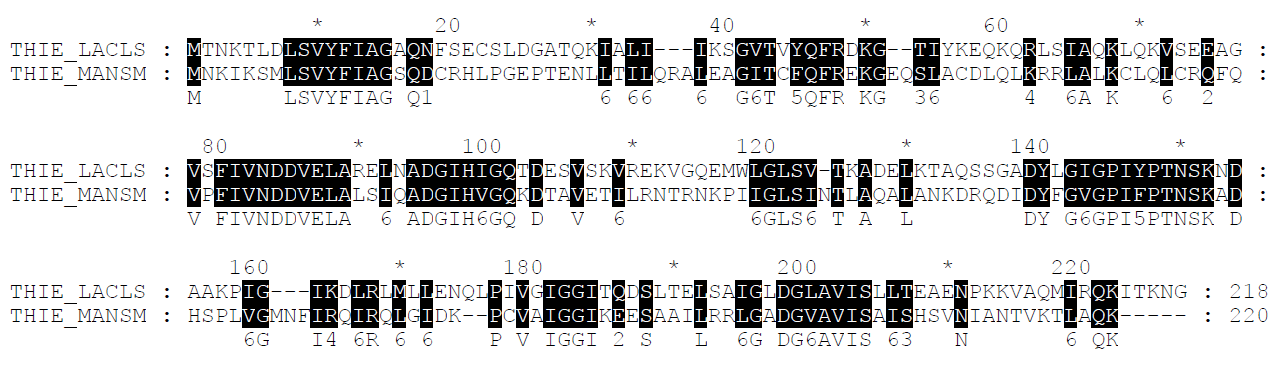 * 20 * 40 * 60 *
THIE_LACLS : MTNKTLDLSVYFIAGAQNFSECSLDGATQKIALI---IKSGVTVYQFRDKG--TIYKEQKQRLSIAQKLQKVSEEAG :
THIE_MANSM : MNKIKSMLSVYFIAGSQDCRHLPGEPTENLLTILQRALEAGITCFQFREKGEQSLACDLQLKRRLALKCLQLCRQFQ :
M LSVYFIAG Q1 6 66 6 G6T 5QFR KG 36 4 6A K 6 2
80 * 100 * 120 * 140 *
THIE_LACLS : VSFIVNDDVELARELNADGIHIGQTDESVSKVREKVGQEMWLGLSV-TKADELKTAQSSGADYLGIGPIYPTNSKND :
THIE_MANSM : VPFIVNDDVELALSIQADGIHVGQKDTAVETILRNTRNKPIIGLSINTLAQALANKDRQDIDYFGVGPIFPTNSKAD :
V FIVNDDVELA 6 ADGIH6GQ D V 6 6GLS6 T A L DY G6GPI5PTNSK D
160 * 180 * 200 * 220
THIE_LACLS : AAKPIG---IKDLRLMLLENQLPIVGIGGITQDSLTELSAIGLDGLAVISLLTEAENPKKVAQMIRQKITKNG : 218
THIE_MANSM : HSPLVGMNFIRQIRQLGIDK--PCVAIGGIKEESAAILRRLGADGVAVISAISHSVNIANTVKTLAQK----- : 220
6G I4 6R 6 6 P V IGGI 2 S L 6G DG6AVIS 63 N 6 QK